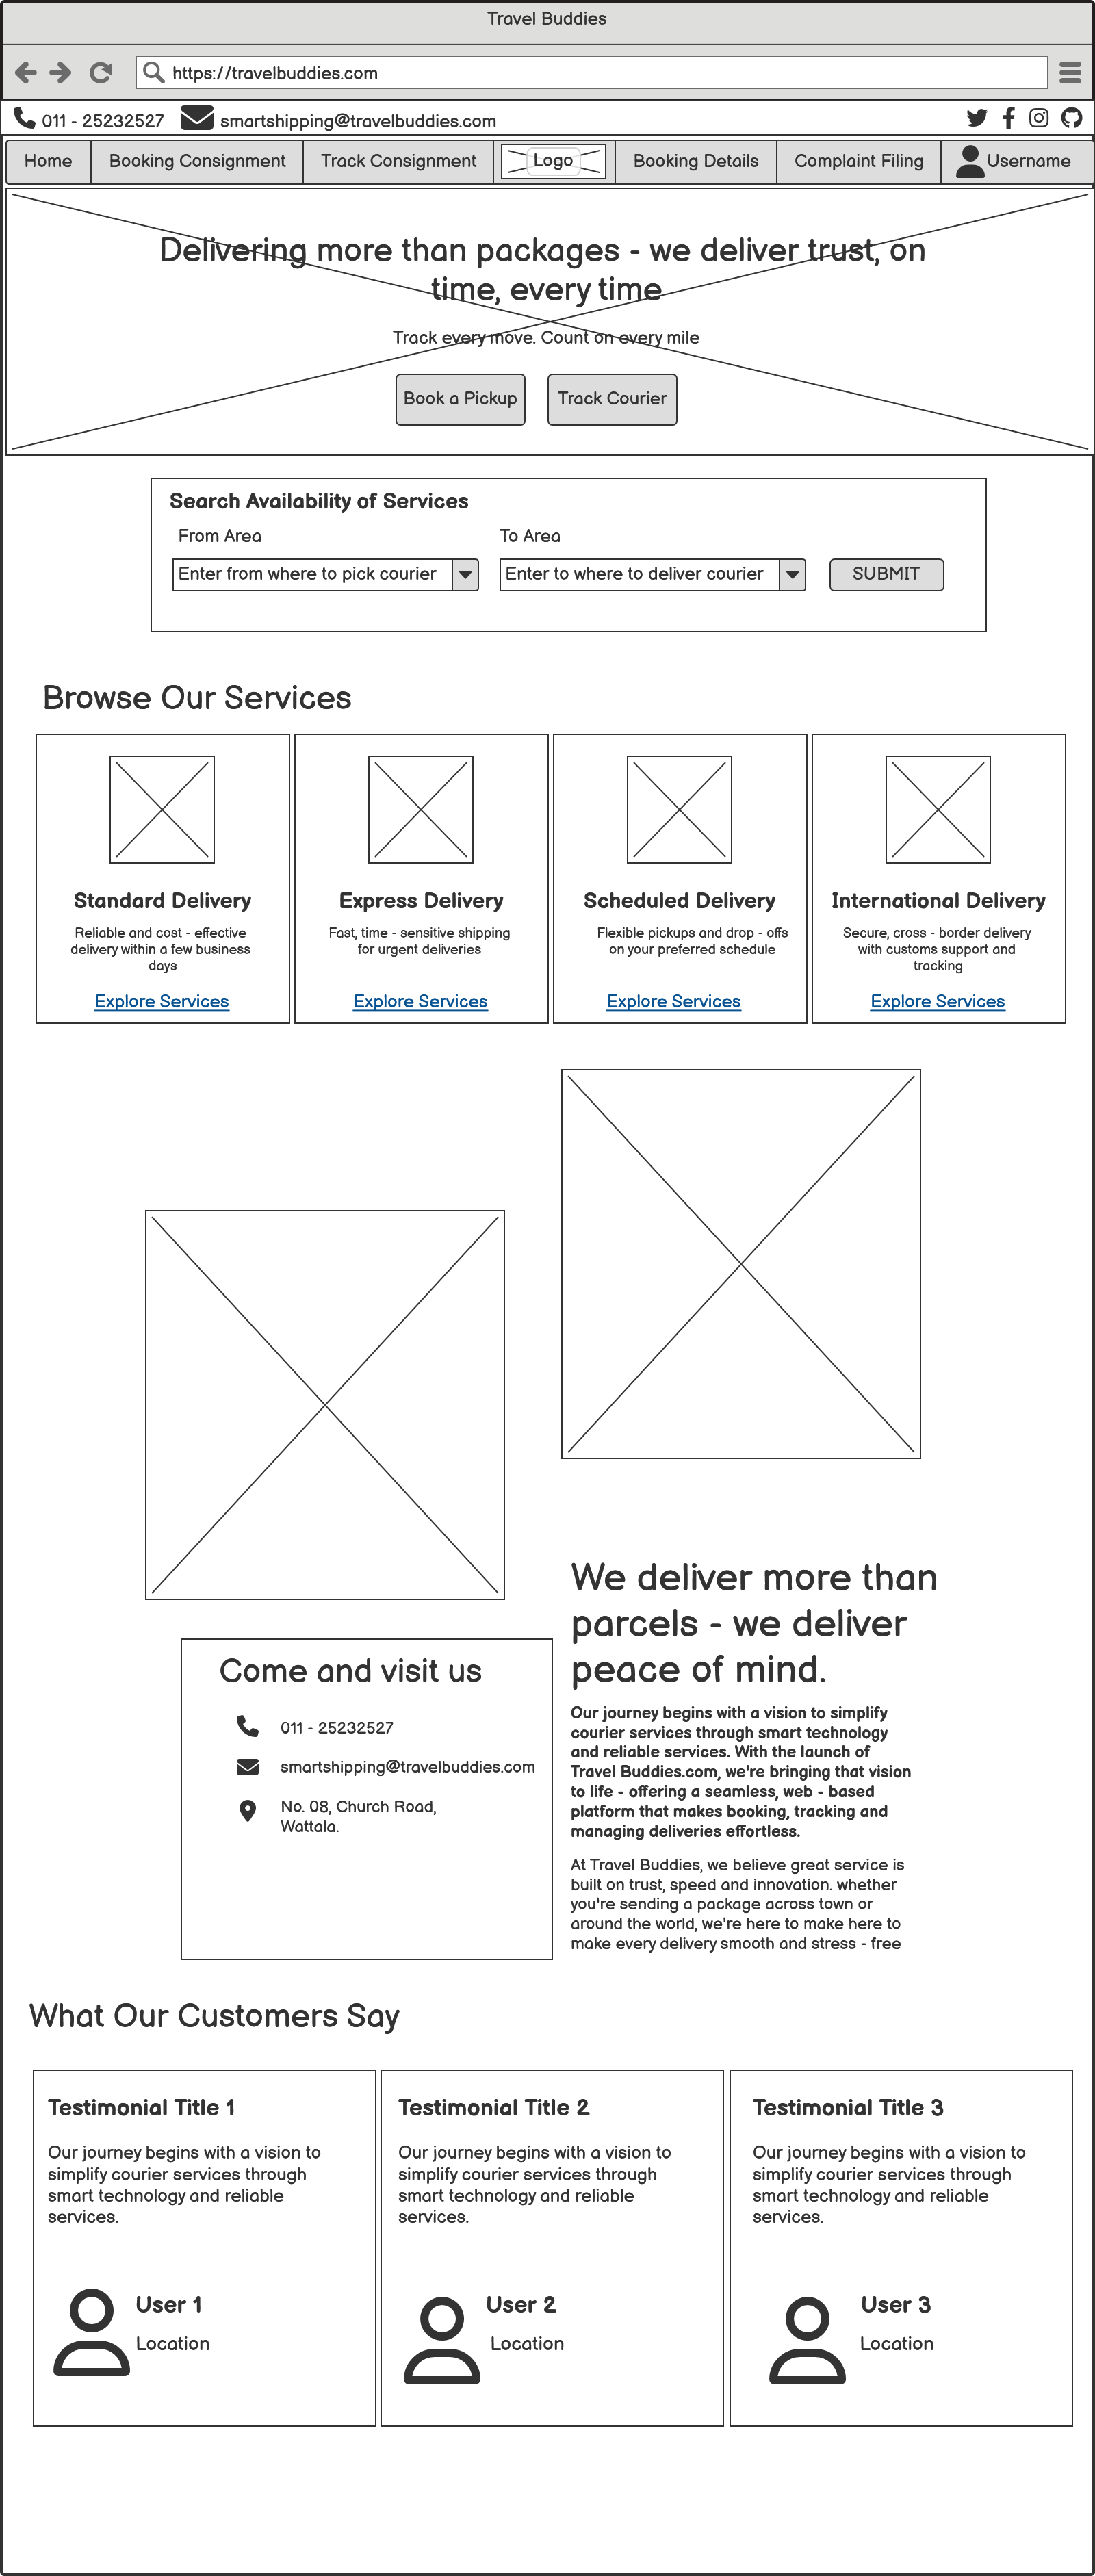 Travel Buddies
https://travelbuddies.com
011 - 25232527 smartshipping@travelbuddies.com
Home Booking Consignment Track Consignment Logo Booking Details Complaint Filing Username
Delivering more than packages - we deliver trust, on
time, every time
Track every move. Count on every mile
Book a Pickup Track Courier
Search Availability of Services
From Area To Area
Enter from where to pick courier Enter to where to deliver courier SUBMIT
Browse Our Services
Standard Delivery
Reliable and cost - effective
delivery within a few business
days
Explore Services
Express Delivery
Fast, time - sensitive shipping
for urgent deliveries
Explore Services
Scheduled Delivery
Flexible pickups and drop - offs
on your preferred schedule
Explore Services
International Delivery
Secure, cross - border delivery
with customs support and
tracking
Explore Services
Come and visit us
011 - 25232527
smartshipping@travelbuddies.com
No. 08, Church Road,
Wattala.
We deliver more than
parcels - we deliver
peace of mind.
Our journey begins with a vision to simplify
courier services through smart technology
and reliable services. With the launch of
Travel Buddies.com, we're bringing that vision
to life - offering a seamless, web - based
platform that makes booking, tracking and
managing deliveries effortless.
At Travel Buddies, we believe great service is
built on trust, speed and innovation. whether
you're sending a package across town or
around the world, we're here to make here to
make every delivery smooth and stress - free
What Our Customers Say
Testimonial Title 1
Our journey begins with a vision to
simplify courier services through
smart technology and reliable
services.
User 1
Location
Testimonial Title 2
Our journey begins with a vision to
simplify courier services through
smart technology and reliable
services.
User 2
Location
Testimonial Title 3
Our journey begins with a vision to
simplify courier services through
smart technology and reliable
services.
User 3
Location